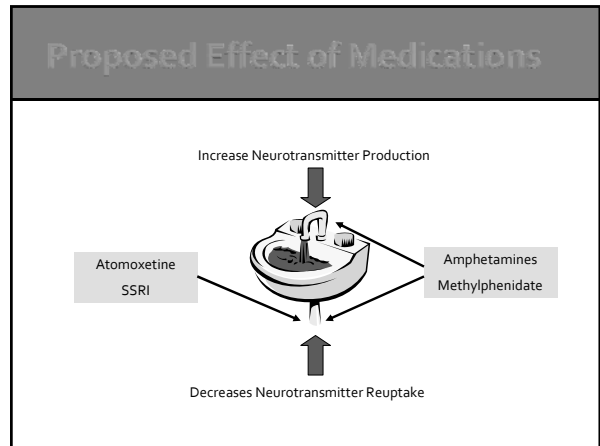 Proposed Effect of Medications
Increase Neurotransmitter Production
Atomoxetine
SSRI
Amphetamines
Methylphenidate
Decreases Neurotransmitter Reuptake